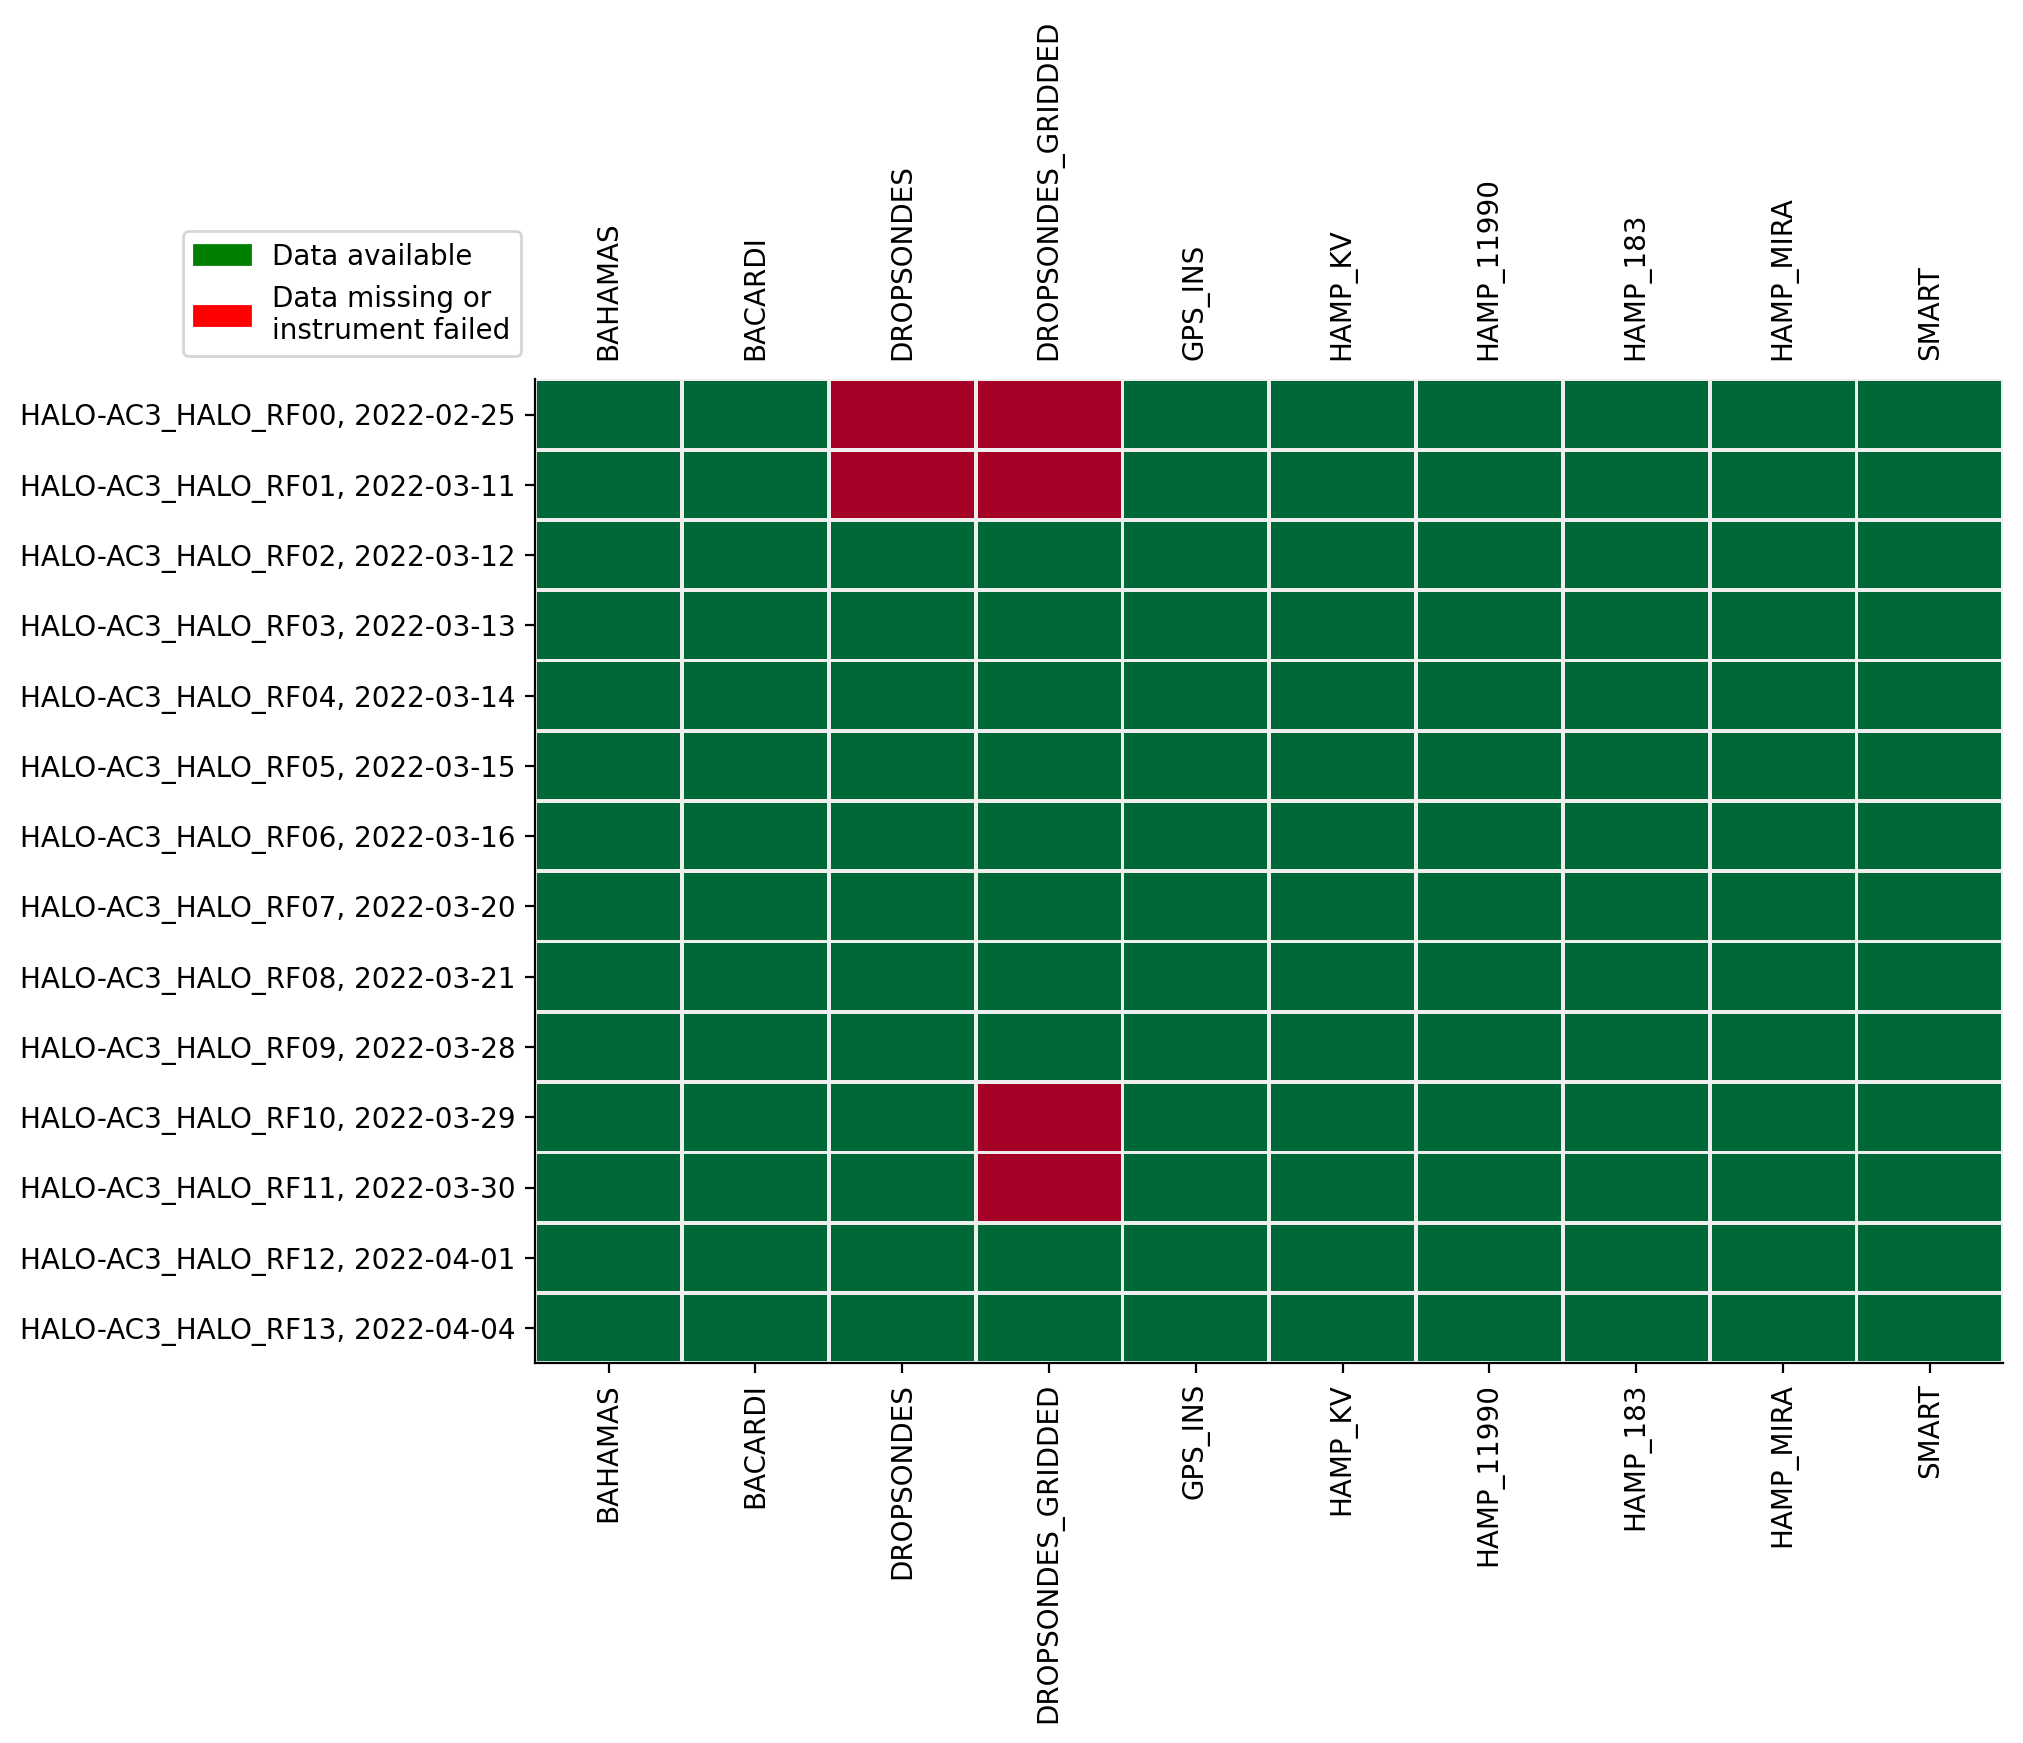 Data available
Data missing or
instrument failed
BAHAMAS
BACARDI
DROPSONDES
DROPSONDES_GRIDDED
GPS_INS
HAMP_KV
HAMP_11990
HAMP_183
HAMP_MIRA
SMART
HALO-AC3_HALO_RF00, 2022-02-25
HALO-AC3_HALO_RF01, 2022-03-11
HALO-AC3_HALO_RF02, 2022-03-12
HALO-AC3_HALO_RF03, 2022-03-13
HALO-AC3_HALO_RF04, 2022-03-14
HALO-AC3_HALO_RF05, 2022-03-15
HALO-AC3_HALO_RF06, 2022-03-16
HALO-AC3_HALO_RF07, 2022-03-20
HALO-AC3_HALO_RF08, 2022-03-21
HALO-AC3_HALO_RF09, 2022-03-28
HALO-AC3_HALO_RF10, 2022-03-29
HALO-AC3_HALO_RF11, 2022-03-30
HALO-AC3_HALO_RF12, 2022-04-01
HALO-AC3_HALO_RF13, 2022-04-04
BAHAMAS
BACARDI
DROPSONDES
DROPSONDES_GRIDDED
GPS_INS
HAMP_KV
HAMP_11990
HAMP_183
HAMP_MIRA
SMART